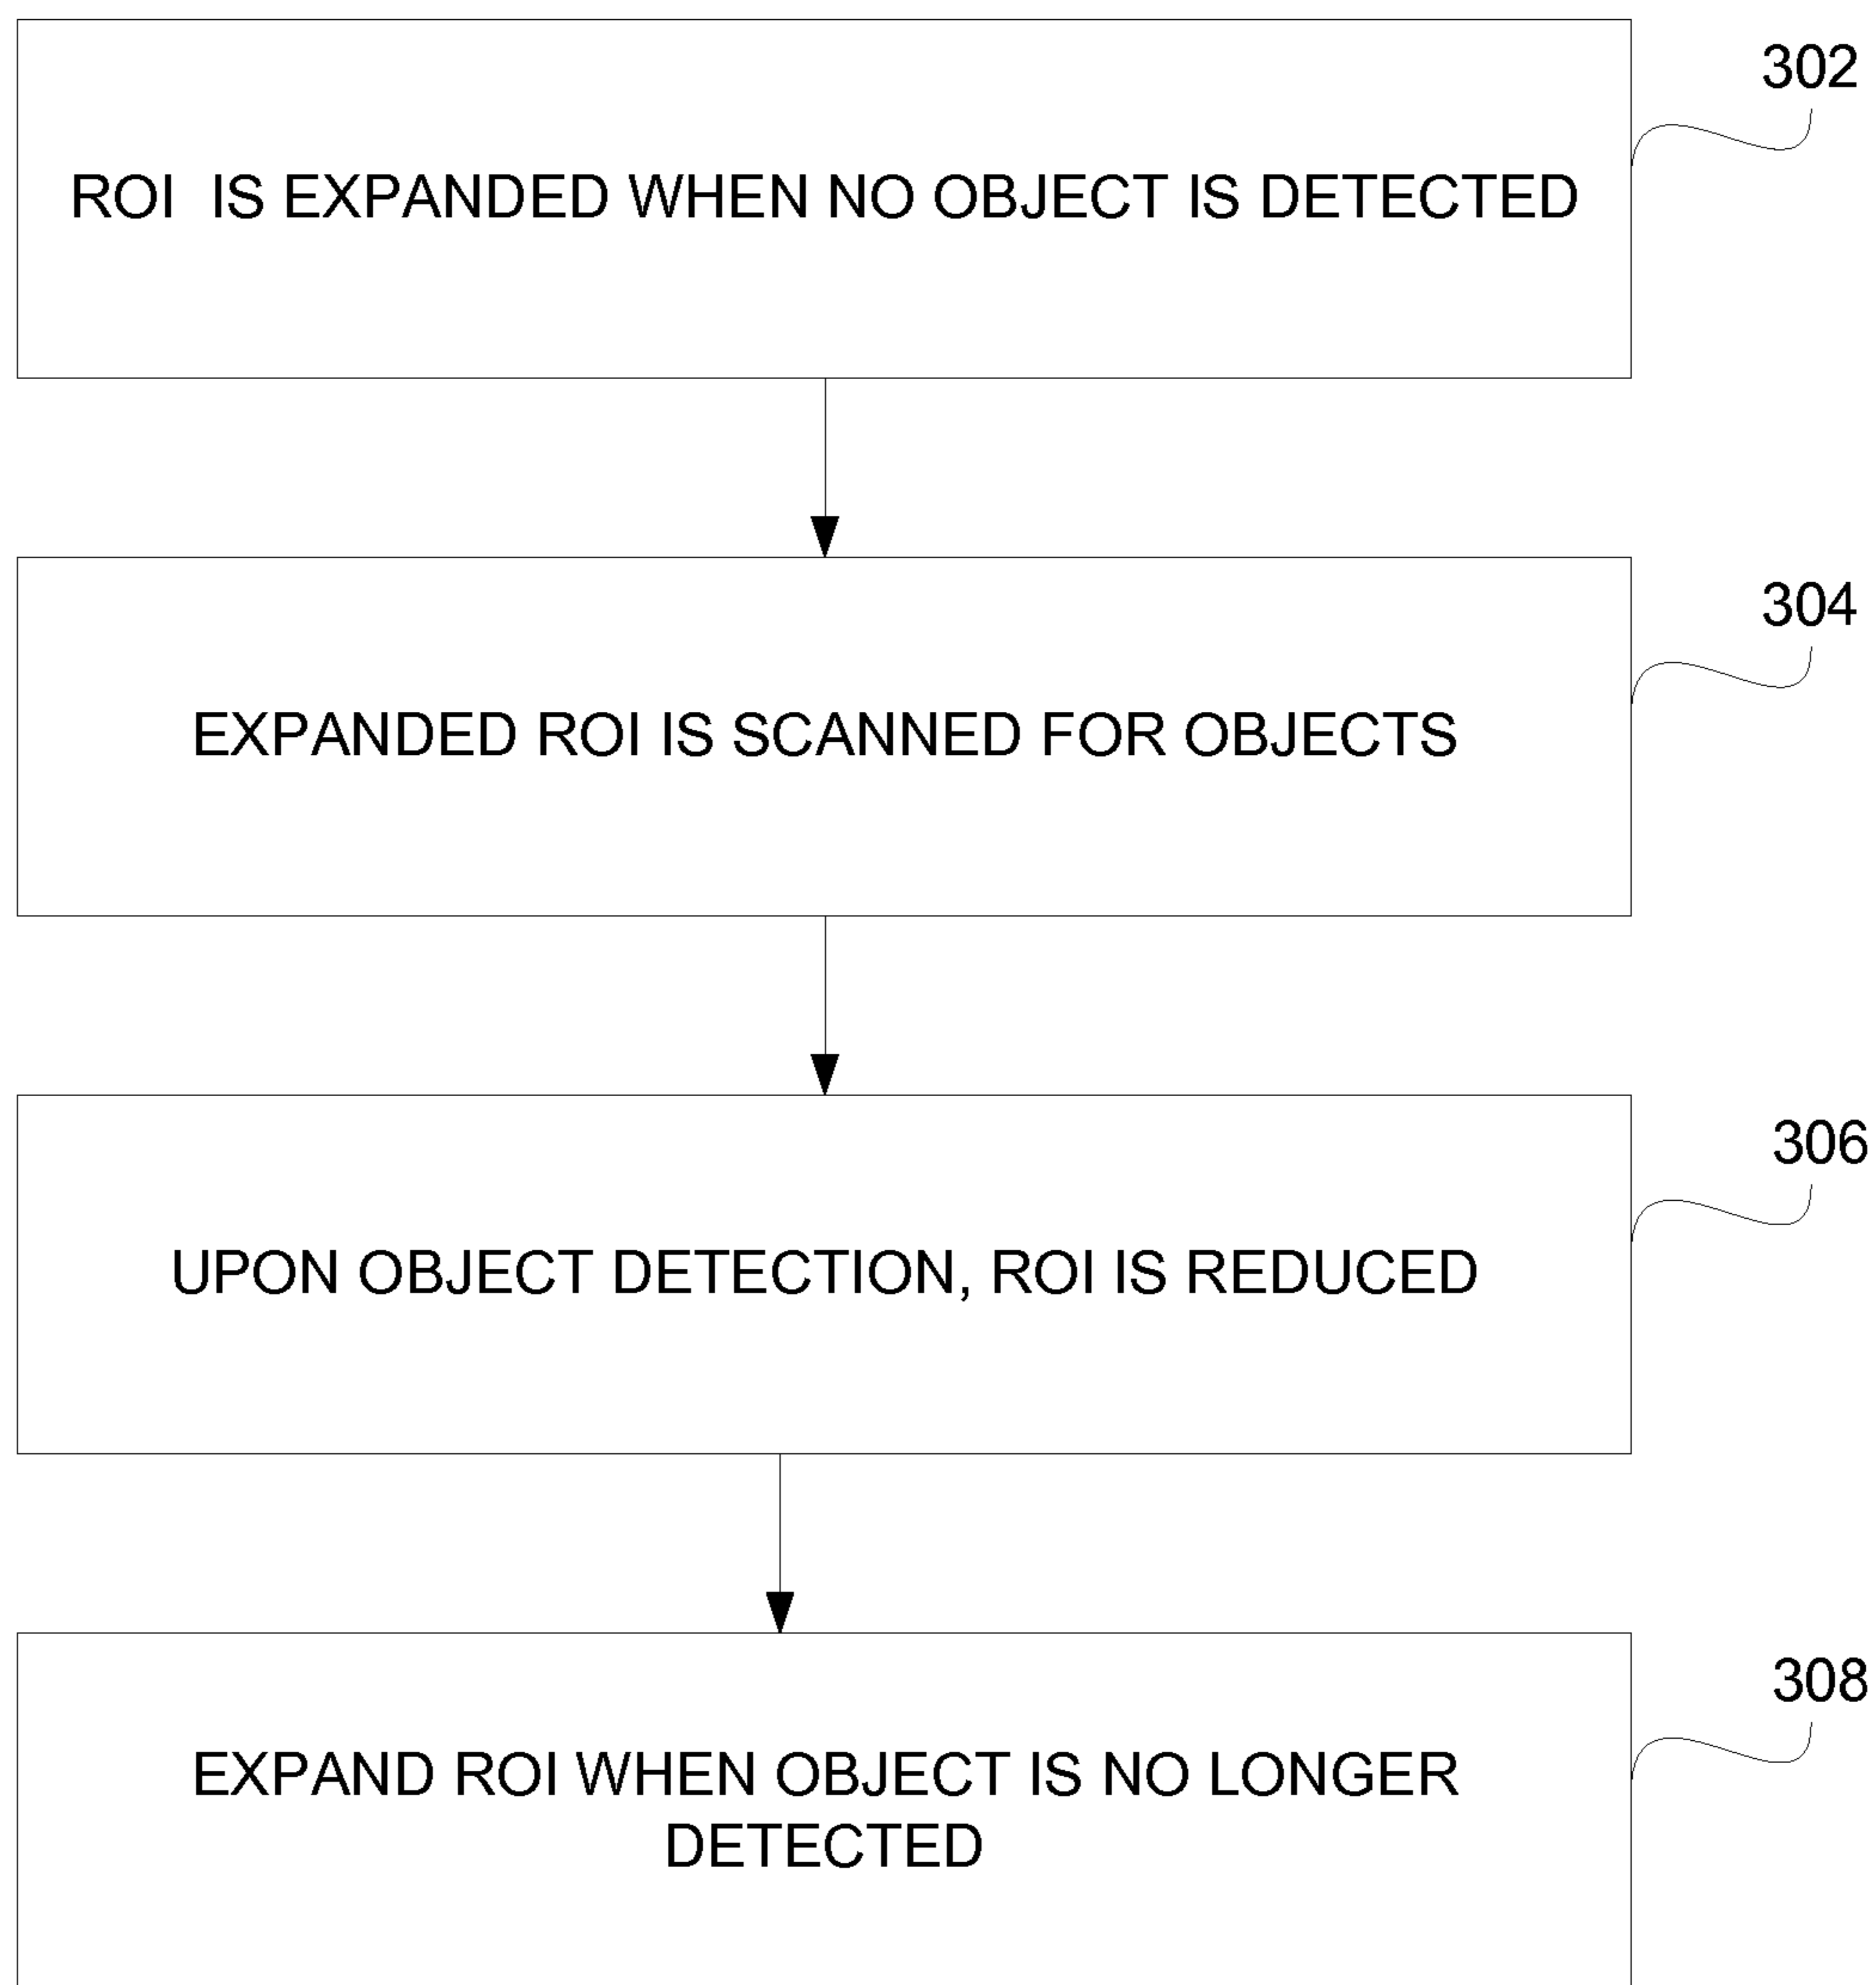 302
ROI IS EXPANDED WHEN NO OBJECT IS DETECTED
304
EXPANDED ROI IS SCANNED FOR OBJECTS
306
UPON OBJECT DETECTION, ROI IS REDUCED
308
EXPAND ROI WHEN OBJECT IS NO LONGER
DETECTED